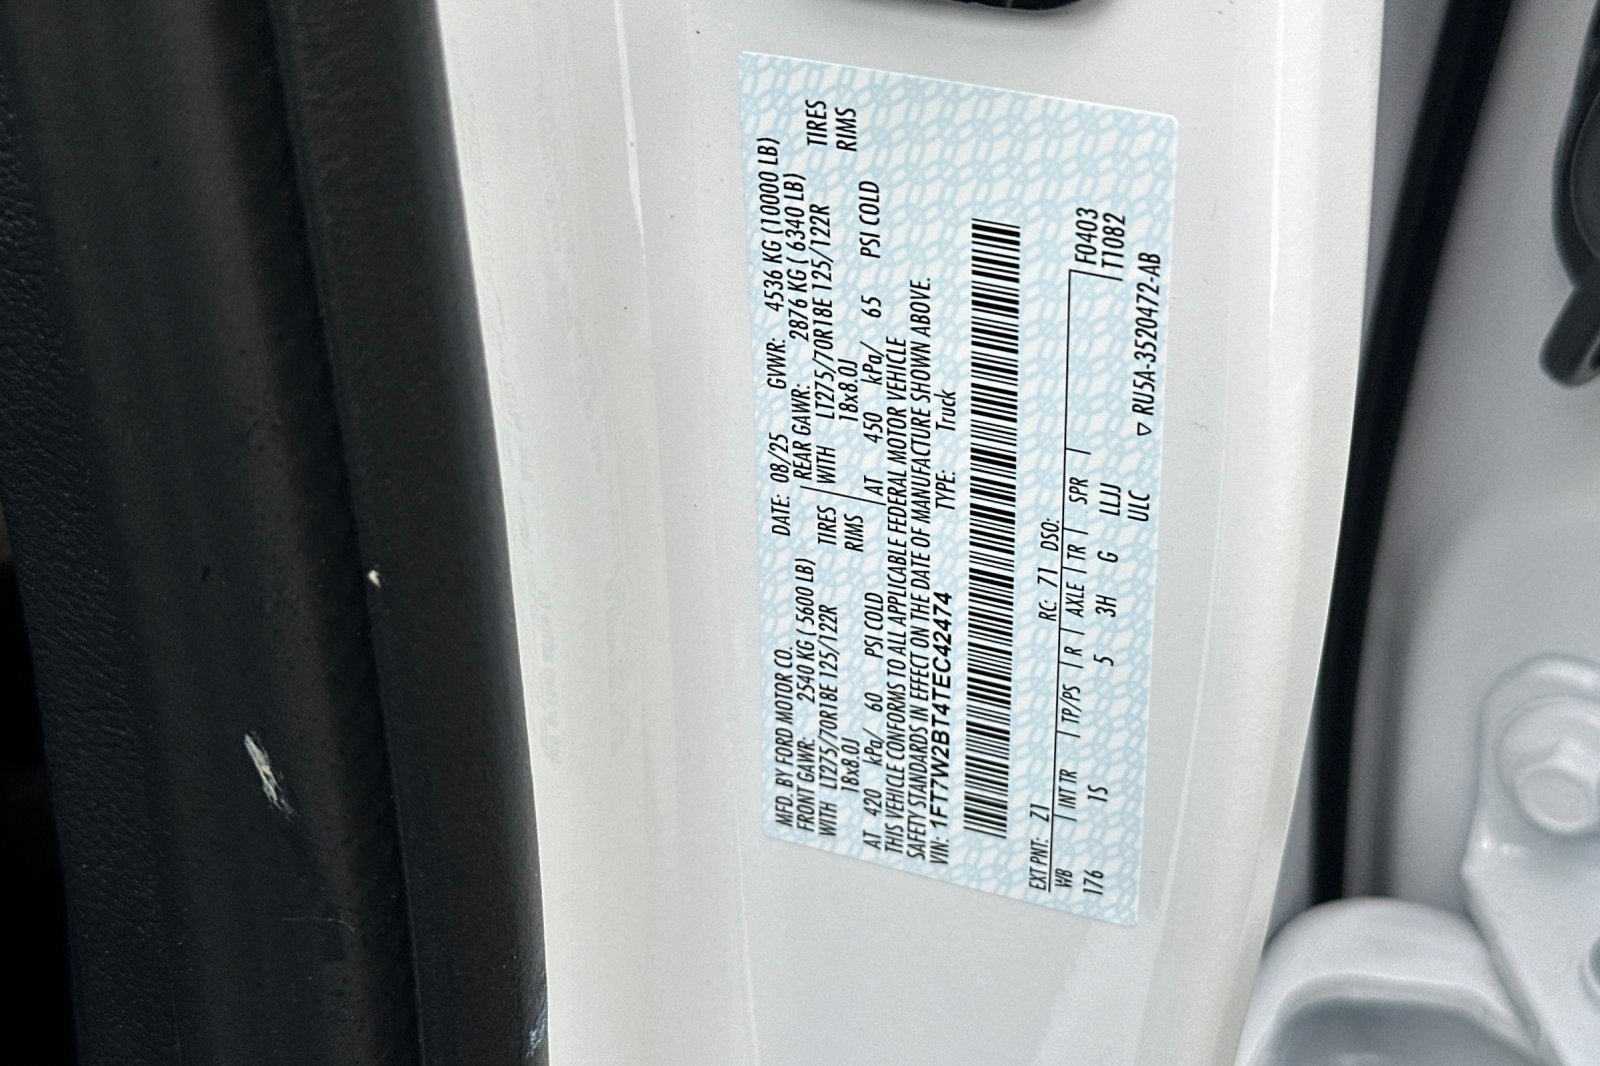 MFD. BY FORD MOTOR CO. DATE: 08/25 GVWR: 4536 KG (10000 LB)
FRONT GAWR: 2540 KG ( 5600 LB) REAR GAWR: 2876 KG ( 6340 LB)
WITH LT275/70R18E 125/122R TIRES WITH LT275/70R18E 125/122R TIRES
18x8.0J RIMS 18x8.0J RIMS
AT 420 kPa/ 60 PSI COLD AT 450 kPa/ 65 PSI COLD
THIS VEHICLE CONFORMS TO ALL APPLICABLE FEDERAL MOTOR VEHICLE
SAFETY STANDARDS IN EFFECT ON THE DATE OF MANUFACTURE SHOWN ABOVE.
VIN: 1FT7W2BT4TEC42474 TYPE: Truck
EXT PNT: Z1 RC: 71 DSO:
WB INT TR TP/PS R AXLE TR SPR F0403
176 IS 5 3H G LLJJ T1082
ULC
▽ RU5A-3520472-AB